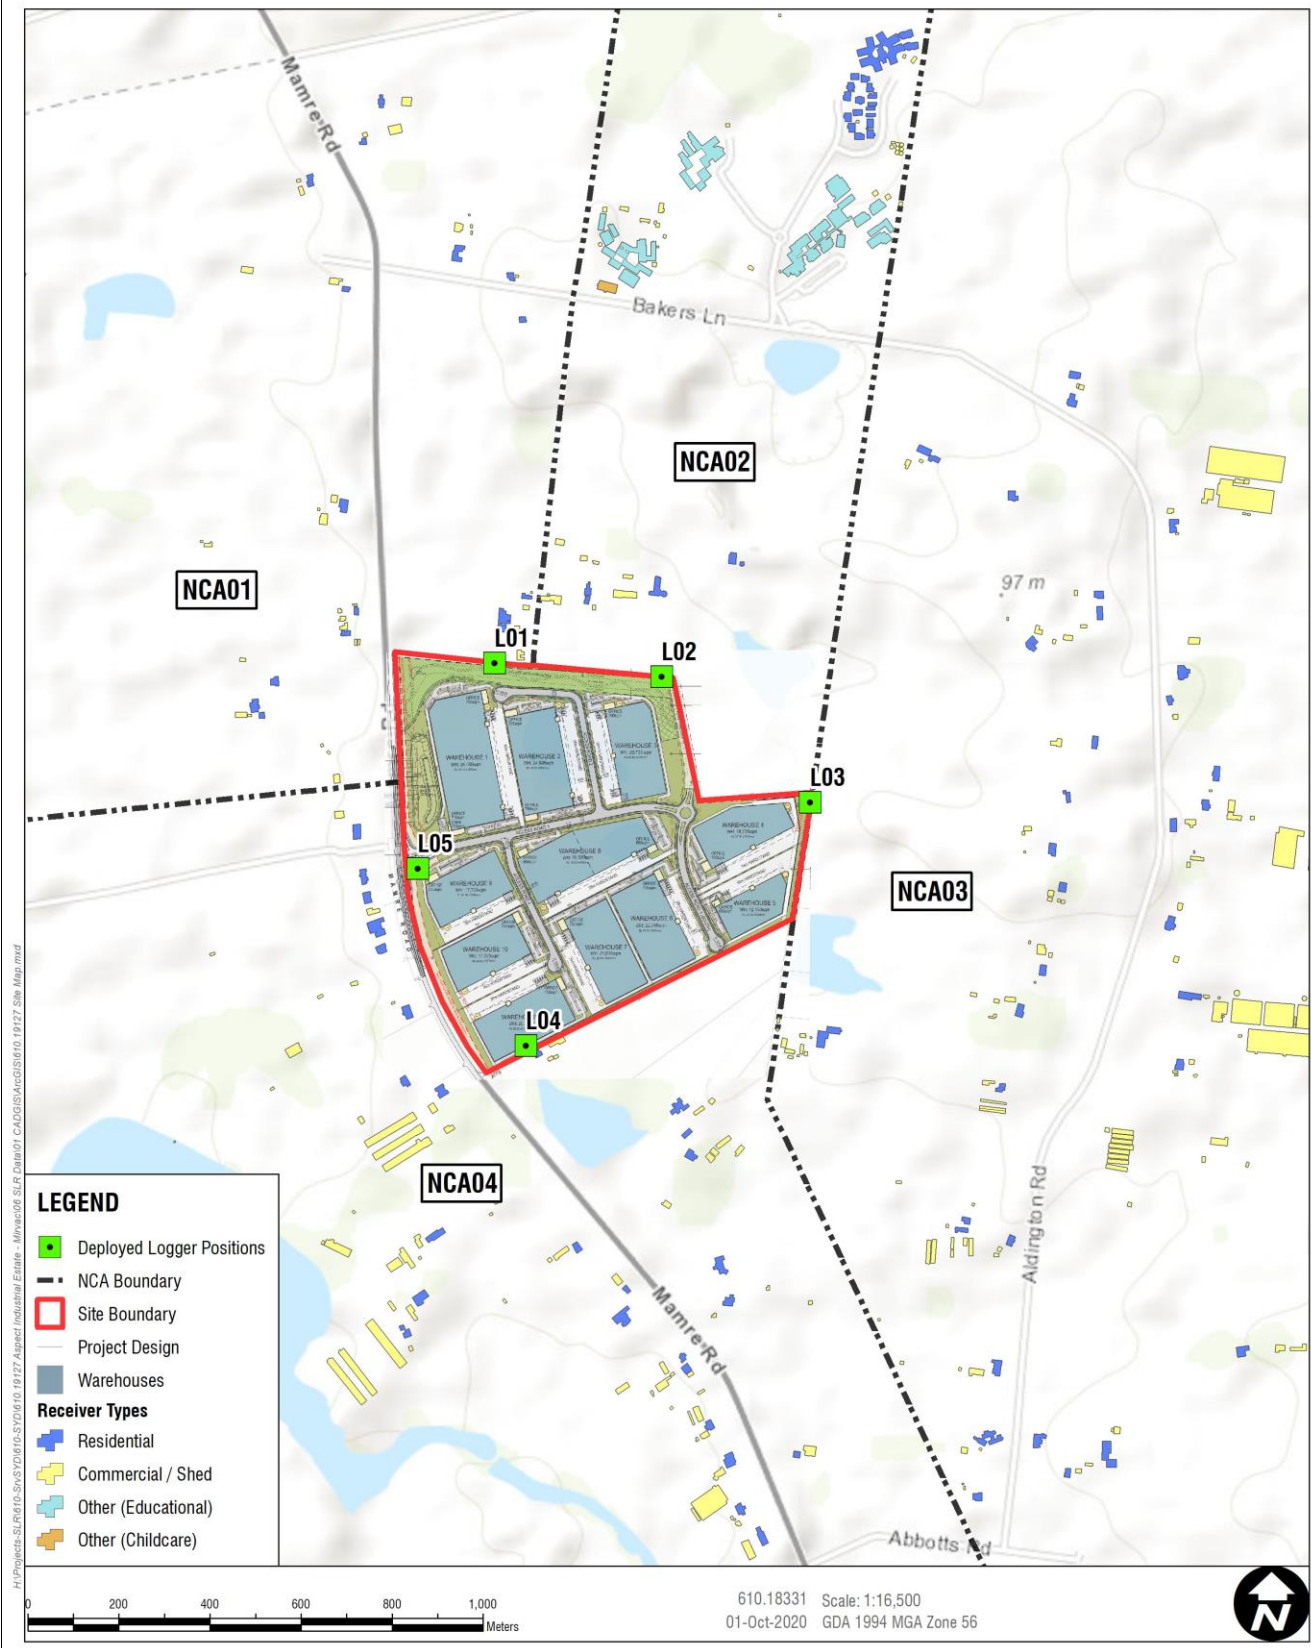 Mamre Rd
Bakers Ln
NCA02
NCA01
97 m
L01
L02
L03
L05
L04
WAREHOUSE 1
WAREHOUSE 2
WAREHOUSE 3
WAREHOUSE 4
WAREHOUSE 5
WAREHOUSE 6
WAREHOUSE 7
WAREHOUSE 8
WAREHOUSE 9
WAREHOUSE 10
NCA03
NCA04
Aldington Rd
Mamre Rd
Abbotts Rd
LEGEND
Deployed Logger Positions
NCA Boundary
Site Boundary
Project Design
Warehouses
Receiver Types
Residential
Commercial / Shed
Other (Educational)
Other (Childcare)
0 200 400 600 800 1,000
Meters
610.18331 Scale: 1:16,500
01-Oct-2020 GDA 1994 MGA Zone 56
N